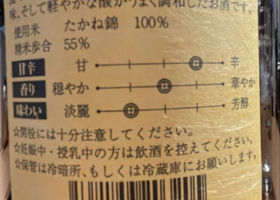 味、そして軽やかな酸がうまく調和したお酒です。
使用米 たかね錦 100%
精米歩合 55%
甘辛 甘 辛
香り 穏やか 華やか
味わい 淡麗 芳醇
☆開栓には十分注意してください。
☆妊娠中・授乳中の方は飲酒を控えてください。
☆保管は冷暗所、もしくは冷蔵庫にお願いします。